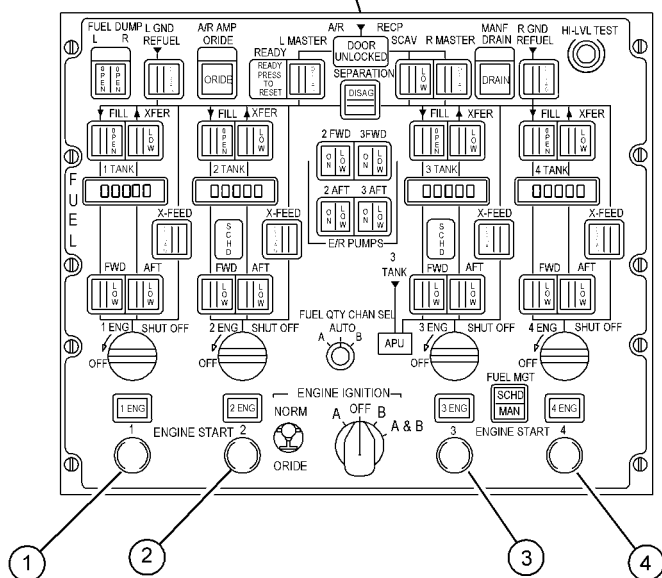 A/R RECP
FUEL DUMP
L R
L GND
REFUEL
A/R AMP
ORIDE
READY
L MASTER
DOOR
UNLOCKED
SCAV
R MASTER
MANF
DRAIN
R GND
REFUEL
HI-LVL TEST
OPEN
OPEN
ORIDE
READY
PRESS
TO
RESET
SEPARATION
DISAG
LOW
DRAIN
FILL XFER
FILL XFER
FILL XFER
FILL XFER
OPEN LOW
OPEN LOW
2 FWD 3FWD
ON LOW ON LOW
OPEN LOW
OPEN LOW
1 TANK
2 TANK
3 TANK
4 TANK
00000
00000
00000
00000
2 AFT 3 AFT
ON LOW ON LOW
E/R PUMPS
FUEL
X-FEED
X-FEED
X-FEED
X-FEED
SCHD
SCHD
3
TANK
FWD AFT
FWD AFT
FWD AFT
FWD AFT
LOW LOW
LOW LOW
LOW LOW
LOW LOW
FUEL QTY CHAN SEL
AUTO
A B
APU
1 ENG SHUT OFF
2 ENG SHUT OFF
3 ENG SHUT OFF
4 ENG SHUT OFF
OFF
OFF
OFF
OFF
FUEL MGT
SCHD
MAN
ENGINE IGNITION
NORM
ORIDE
A OFF B
A & B
1 ENG
2 ENG
3 ENG
4 ENG
1 ENGINE START 2
3 ENGINE START 4
1 2 3 4